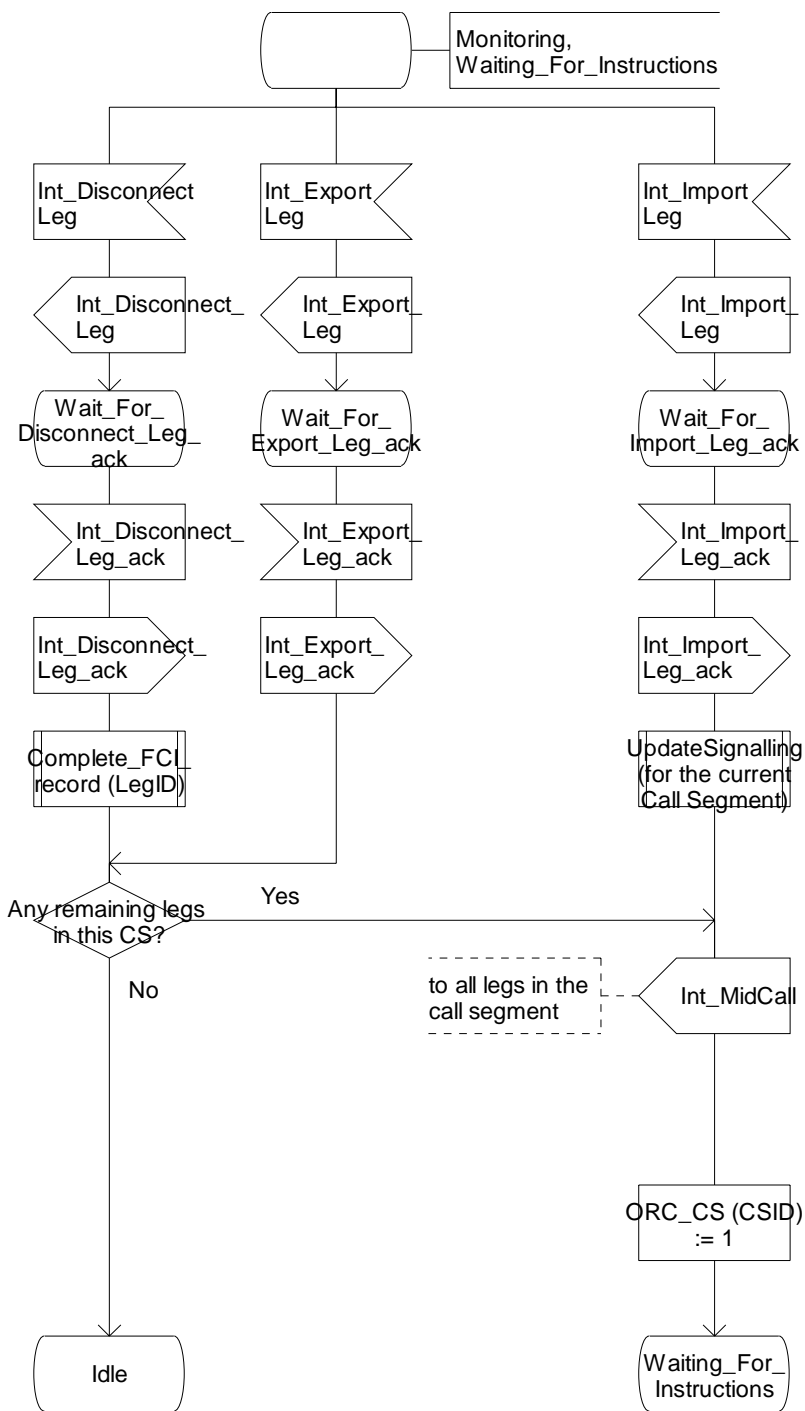 Monitoring,
Waiting_For_Instructions
Int_Disconnect
Leg
Int_Export
Leg
Int_Import
Leg
Int_Disconnect_
Leg
Int_Export_
Leg
Int_Import_
Leg
Wait_For_
Disconnect_Leg_
ack
Wait_For_
Export_Leg_ack
Wait_For_
Import_Leg_ack
Int_Disconnect_
Leg_ack
Int_Export_
Leg_ack
Int_Import_
Leg_ack
Int_Disconnect_
Leg_ack
Int_Export_
Leg_ack
Int_Import_
Leg_ack
Complete_FCI_
record (LegID)
UpdateSignalling
(for the current
Call Segment)
Any remaining legs
in this CS?
Yes
No
to all legs in the
call segment
Int_MidCall
ORC_CS (CSID)
:= 1
Idle
Waiting_For_
Instructions